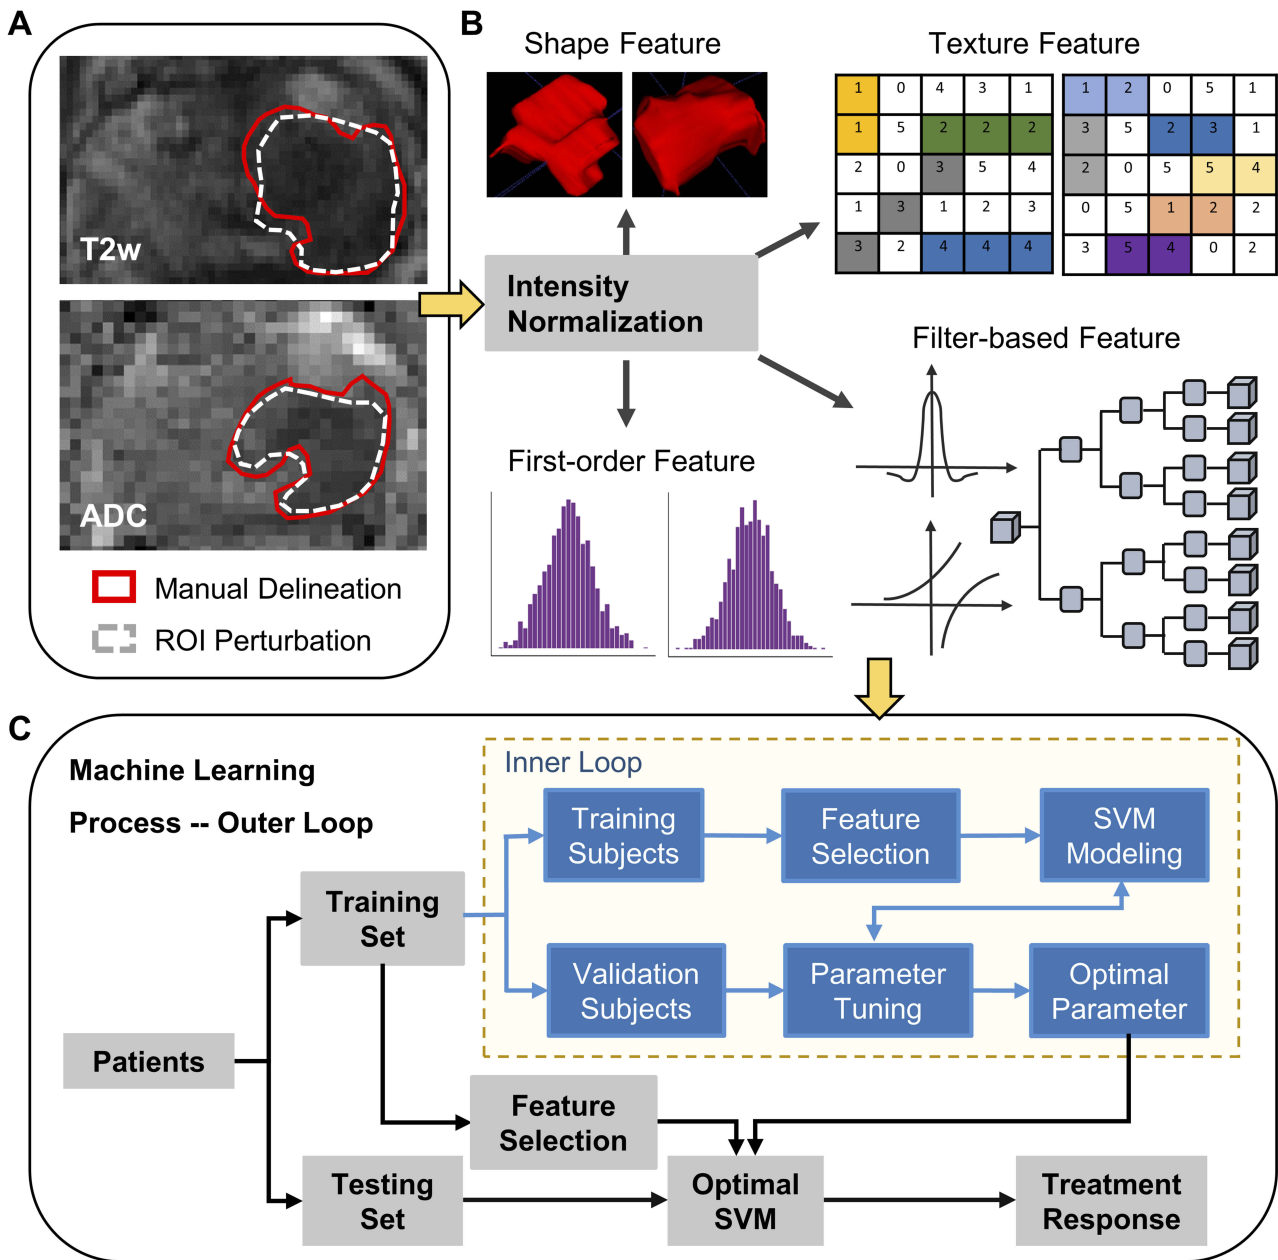 A
T2w
ADC
Manual Delineation
ROI Perturbation
B
Shape Feature
Texture Feature
1 0 4 3 1
1 5 2 2 2
2 0 3 5 4
1 3 1 2 3
3 2 4 4 4
1 2 0 5 1
3 5 2 3 1
2 0 5 5 4
0 5 1 2 2
3 5 4 0 2
Intensity
Normalization
First-order Feature
Filter-based Feature
C
Machine Learning
Process -- Outer Loop
Inner Loop
Training
Subjects
Feature
Selection
SVM
Modeling
Validation
Subjects
Parameter
Tuning
Optimal
Parameter
Training
Set
Patients
Feature
Selection
Testing
Set
Optimal
SVM
Treatment
Response